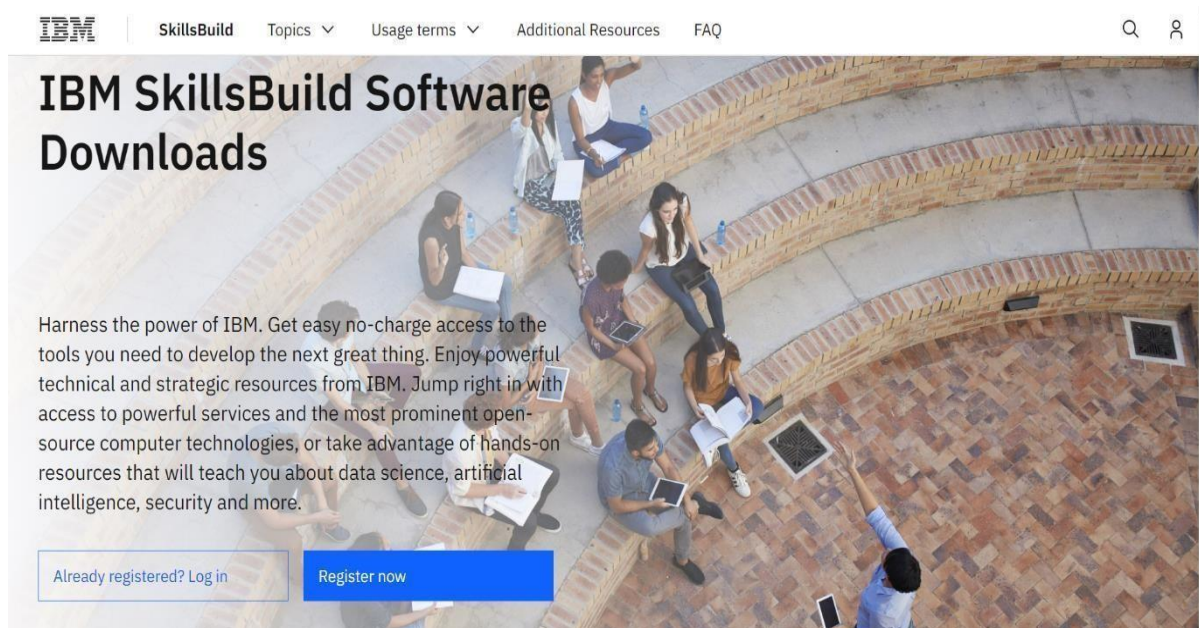 IBM SkillsBuild Topics Usage terms Additional Resources FAQ
IBM SkillsBuild Software
Downloads
Harness the power of IBM. Get easy no-charge access to the
tools you need to develop the next great thing. Enjoy powerful
technical and strategic resources from IBM. Jump right in with
access to powerful services and the most prominent open-
source computer technologies, or take advantage of hands-on
resources that will teach you about data science, artificial
intelligence, security and more.
Already registered? Log in Register now